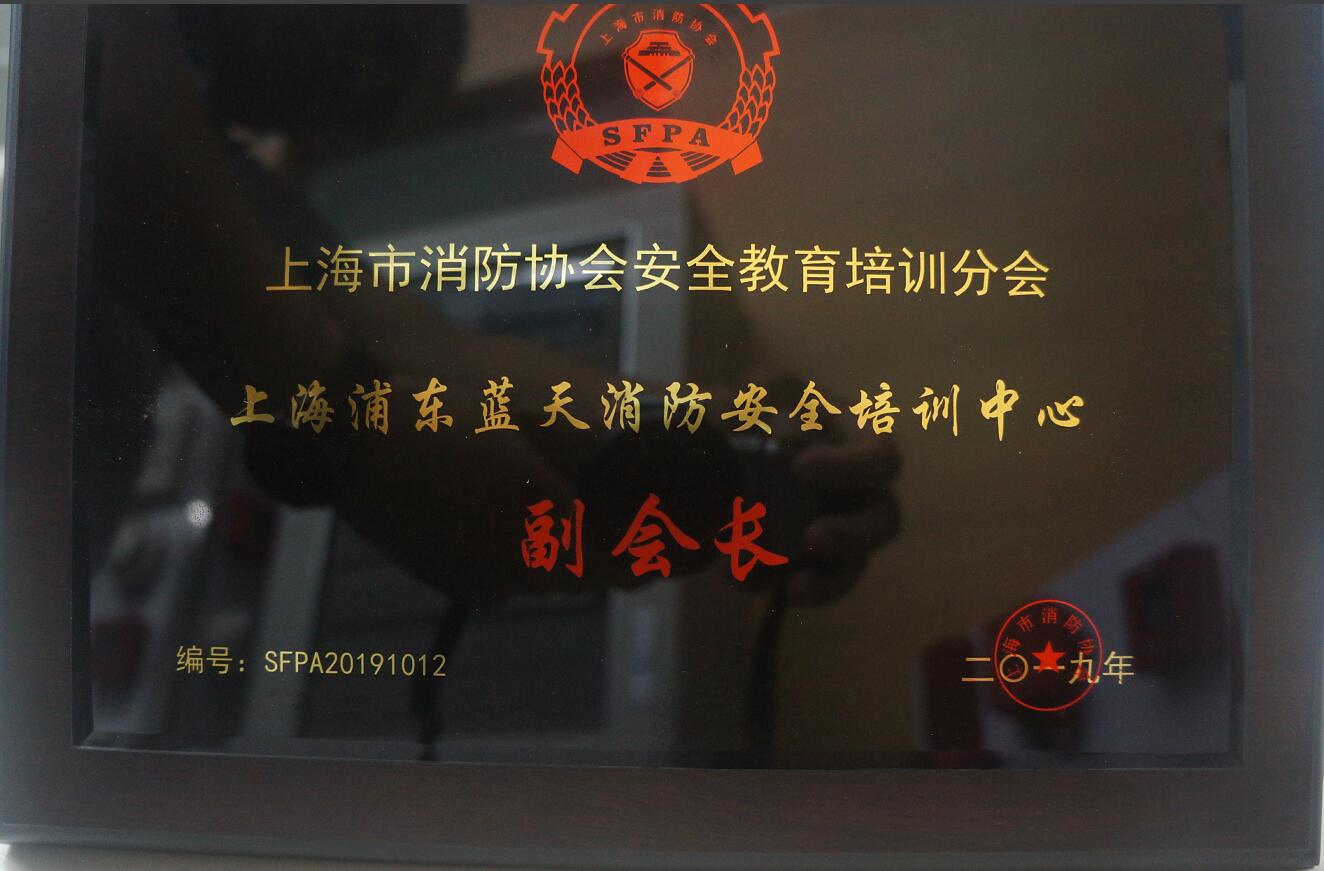 上海市消防协会
SFPA
上海市消防协会安全教育培训分会
上海浦东蓝天消防安全培训中心
副会长
编号：SFPA20191012
二〇一九年
上海市消防协会